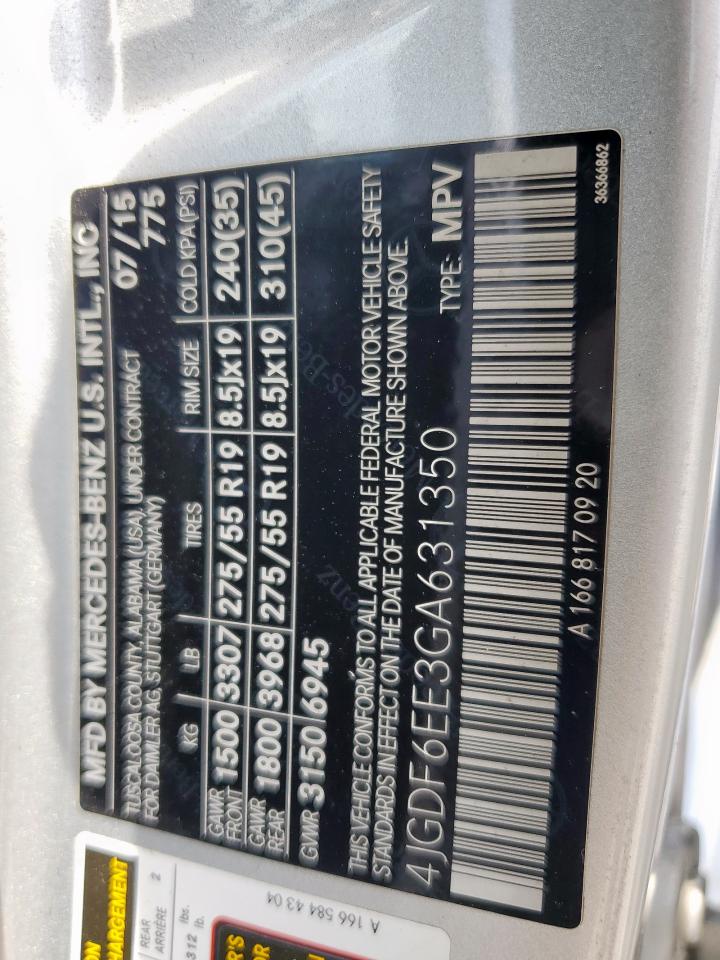 MFD BY MERCEDES-BENZ U.S. INTL., INC
TUSCALOOSA COUNTY, ALABAMA (USA), UNDER CONTRACT 07/15
FOR DAIMLER AG, STUTTGART (GERMANY) 775
KG LB TIRES RIM SIZE COLD KPA(PSI)
GAWR FRONT 1500 3307 275/55 R19 8.5Jx19 240(35)
GAWR REAR 1800 3968 275/55 R19 8.5Jx19 310(45)
GVWR 3150 6945
THIS VEHICLE CONFORMS TO ALL APPLICABLE FEDERAL MOTOR VEHICLE SAFETY
STANDARDS IN EFFECT ON THE DATE OF MANUFACTURE SHOWN ABOVE.
4JGDF6EE3GA631350 TYPE: MPV
A 166 817 09 20
36366862
CHARGEMENT
REAR
ARRIÈRE 2
lbs.
312 lb.
A 166 584 43 04